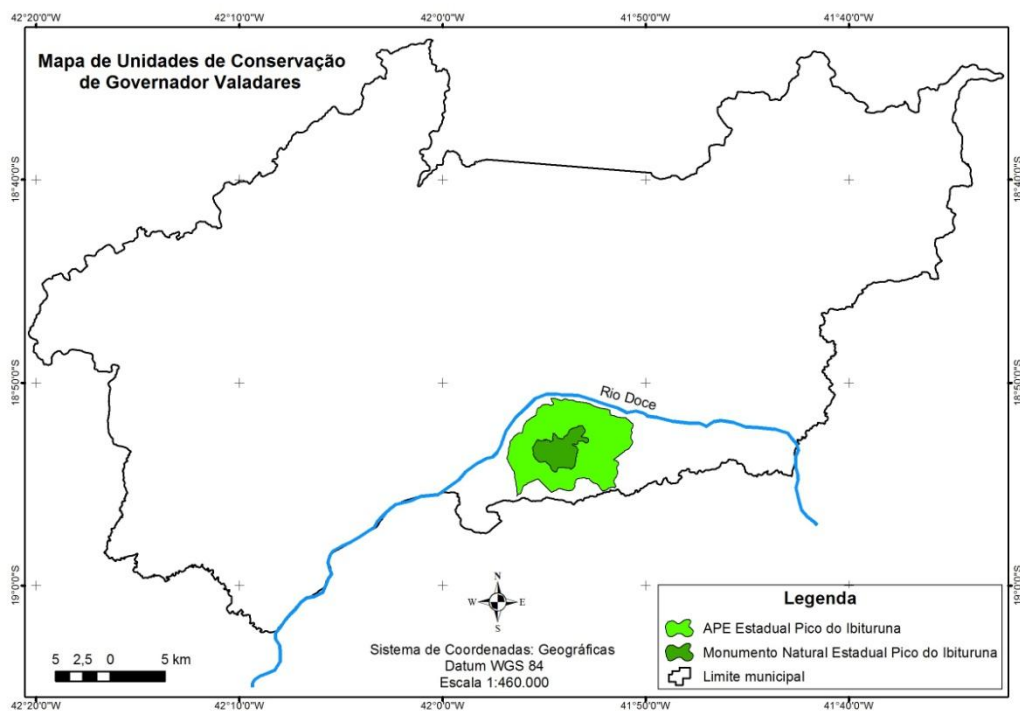 42°20'0"W 42°10'0"W 42°0'0"W 41°50'0"W 41°40'0"W
Mapa de Unidades de Conservação
de Governador Valadares
18°40'0"S 18°40'0"S
18°50'0"S 18°50'0"S
Rio Doce
19°0'0"S 19°0'0"S
N
W E
S
Sistema de Coordenadas: Geográficas
Datum WGS 84
Escala 1:460.000
5 2,5 0 5 km
Legenda
APE Estadual Pico do Ibituruna
Monumento Natural Estadual Pico do Ibituruna
Limite municipal
42°20'0"W 42°10'0"W 42°0'0"W 41°50'0"W 41°40'0"W